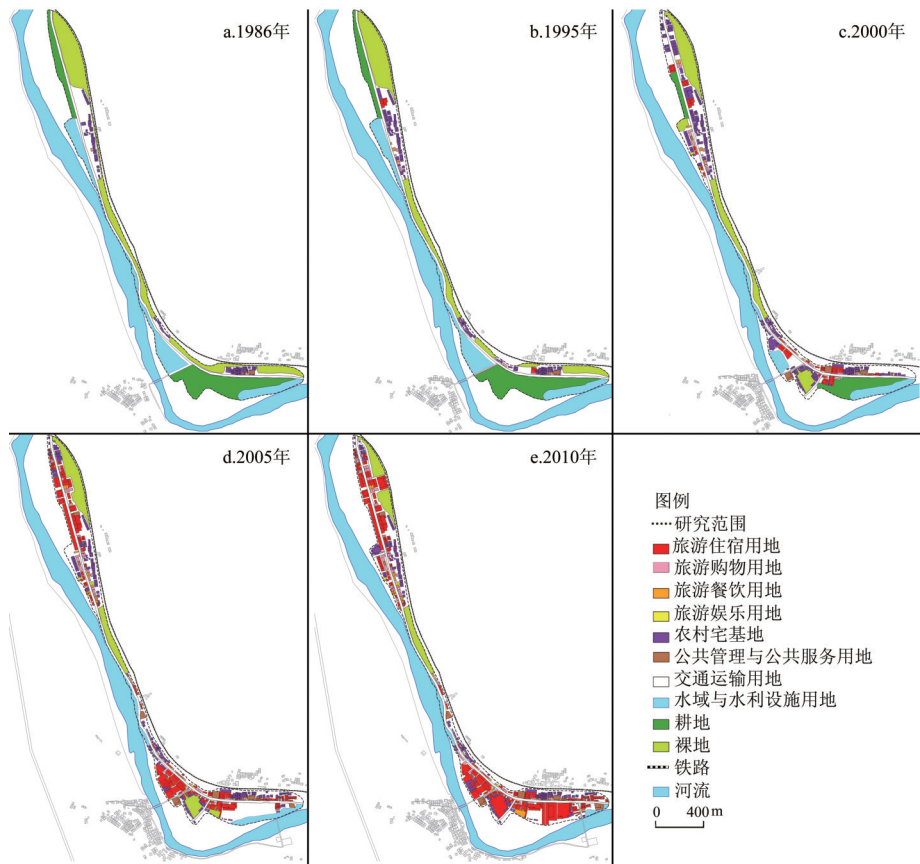 a.1986年
b.1995年
c.2000年
d.2005年
e.2010年
图例
研究范围
旅游住宿用地
旅游购物用地
旅游餐饮用地
旅游娱乐用地
农村宅基地
公共管理与公共服务用地
交通运输用地
水域与水利设施用地
耕地
裸地
铁路
河流
0 400 m